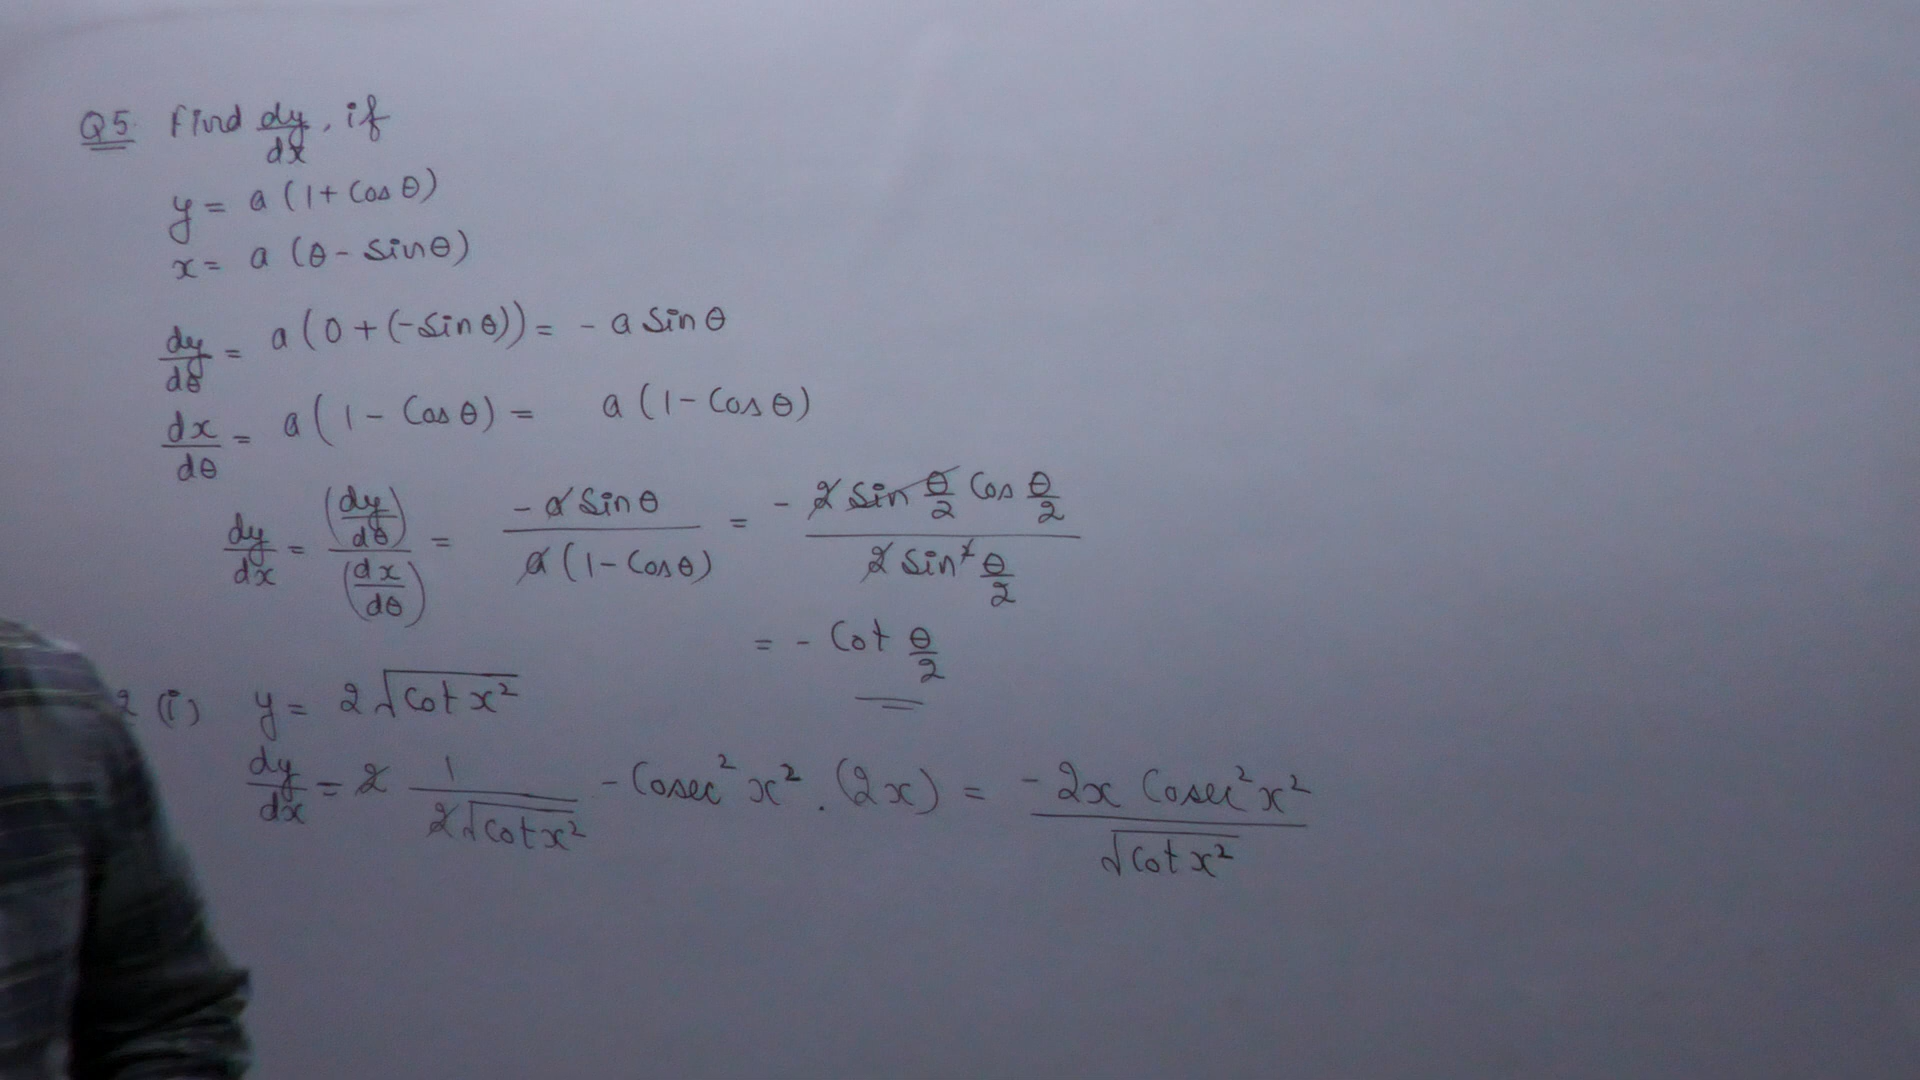 Q5. Find dy/dx, if
y = a (1 + Cos θ)
x = a (θ - Sinθ)
dy/dθ = a (0 + (-Sin θ)) = - a Sin θ
dx/dθ = a (1 - Cos θ) = a (1 - Cos θ)
dy/dx = (dy/dθ)/(dx/dθ) = - a Sin θ / a (1 - Cos θ) = - 2 Sin θ/2 Cos θ/2 / 2 Sin² θ/2
= - Cot θ/2
2 (i) y = 2 √Cot x²
dy/dx = 2 1/2√Cot x² - Cosec² x² . (2x) = - 2x Cosec² x² / √Cot x²